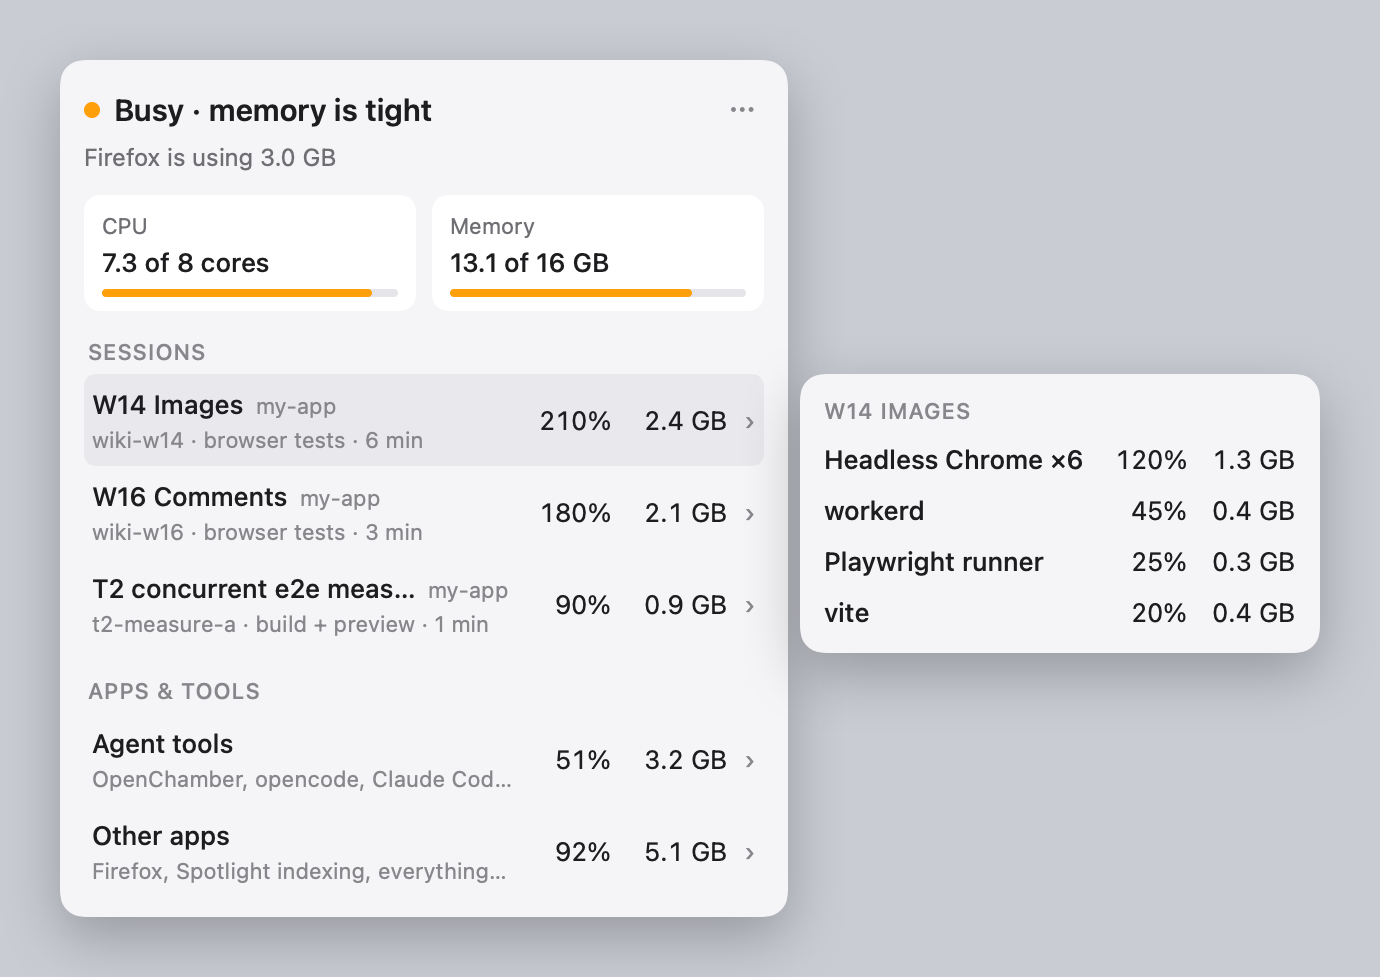 Busy · memory is tight
Firefox is using 3.0 GB
CPU
7.3 of 8 cores
Memory
13.1 of 16 GB
SESSIONS
W14 Images my-app 210% 2.4 GB ›
wiki-w14 · browser tests · 6 min
W16 Comments my-app 180% 2.1 GB ›
wiki-w16 · browser tests · 3 min
T2 concurrent e2e meas... my-app 90% 0.9 GB ›
t2-measure-a · build + preview · 1 min
APPS & TOOLS
Agent tools 51% 3.2 GB ›
OpenChamber, opencode, Claude Cod...
Other apps 92% 5.1 GB ›
Firefox, Spotlight indexing, everything...
W14 IMAGES
Headless Chrome ×6 120% 1.3 GB
workerd 45% 0.4 GB
Playwright runner 25% 0.3 GB
vite 20% 0.4 GB